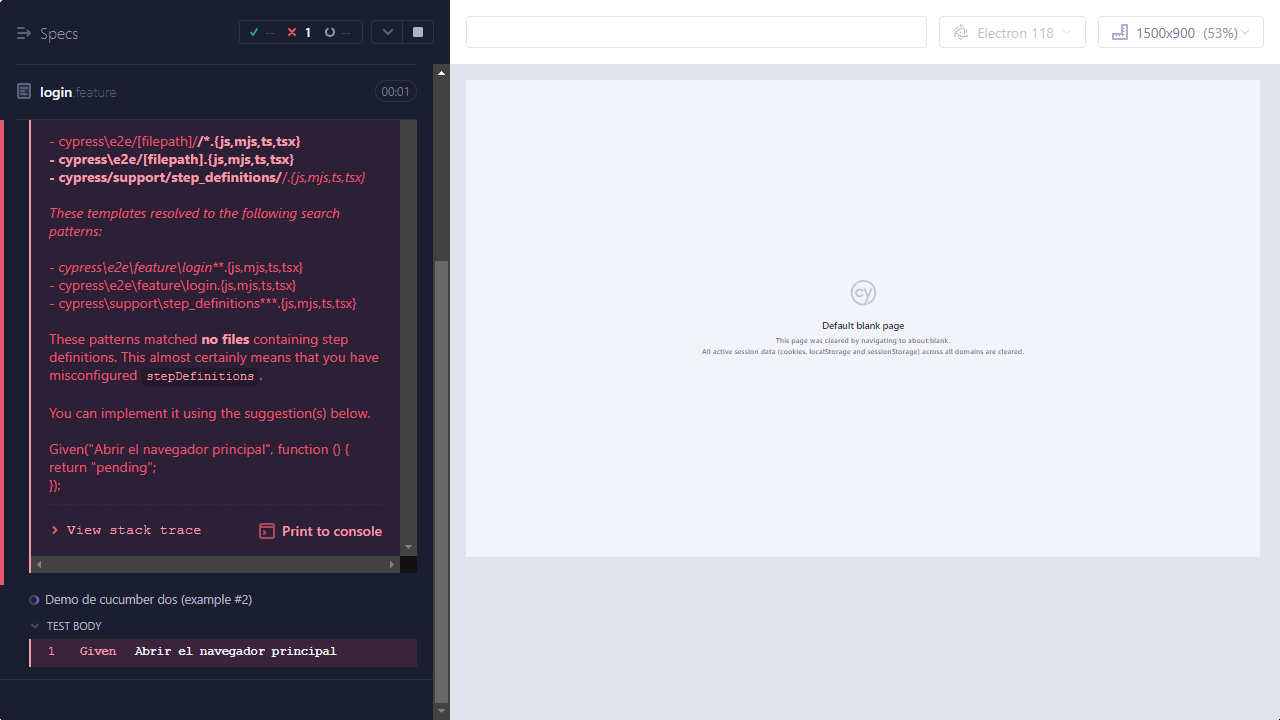 Specs
-- 1 --
login.feature
00:01
- cypress\e2e/[filepath]//*.{js,mjs,ts,tsx}
- cypress\e2e/[filepath].{js,mjs,ts,tsx}
- cypress/support/step_definitions//.{js,mjs,ts,tsx}
These templates resolved to the following search
patterns:
- cypress\e2e\feature\login**.{js,mjs,ts,tsx}
- cypress\e2e\feature\login.{js,mjs,ts,tsx}
- cypress\support\step_definitions***.{js,mjs,ts,tsx}
These patterns matched no files containing step
definitions. This almost certainly means that you have
misconfigured stepDefinitions.
You can implement it using the suggestion(s) below.
Given("Abrir el navegador principal", function () {
return "pending";
});
View stack trace
Print to console
Demo de cucumber dos (example #2)
TEST BODY
1 Given Abrir el navegador principal
Electron 118
1500x900 (53%)
cy
Default blank page
This page was cleared by navigating to about:blank.
All active session data (cookies, localStorage and sessionStorage) across all domains are cleared.